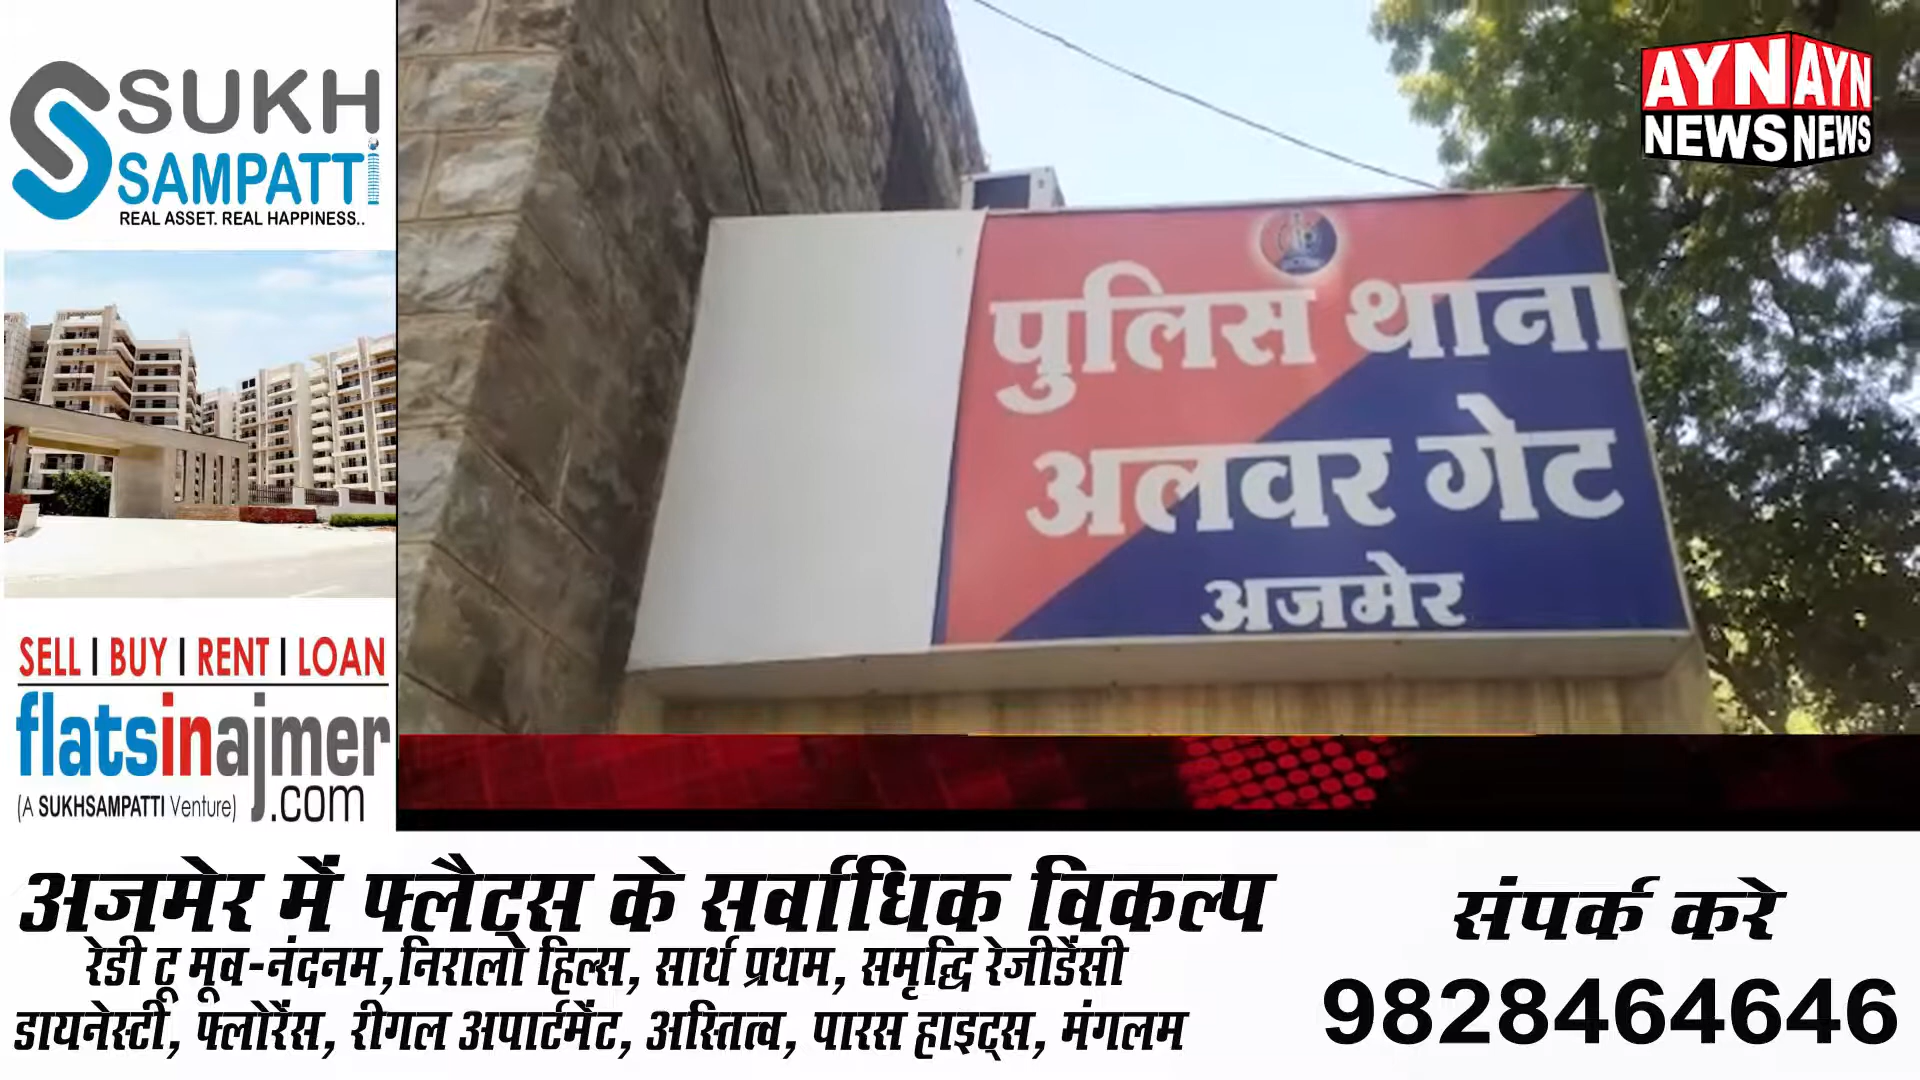 SUKH
SAMPATTI
REAL ASSET. REAL HAPPINESS..
SELL | BUY | RENT | LOAN
flatsinajmer
.com
(A SUKHSAMPATTI Venture)
AYN AYN
NEWS NEWS
पुलिस थाना
अलवर गेट
अजमेर
अजमेर में फ्लैट्स के सर्वाधिक विकल्प
रेडी टू मूव-नंदनम,निरालो हिल्स, सार्थ प्रथम, समृद्धि रेजीडेंसी
डायनेस्टी, फ्लोरेंस, रीगल अपार्टमेंट, अस्तित्व, पारस हाइट्स, मंगलम
संपर्क करे
9828464646